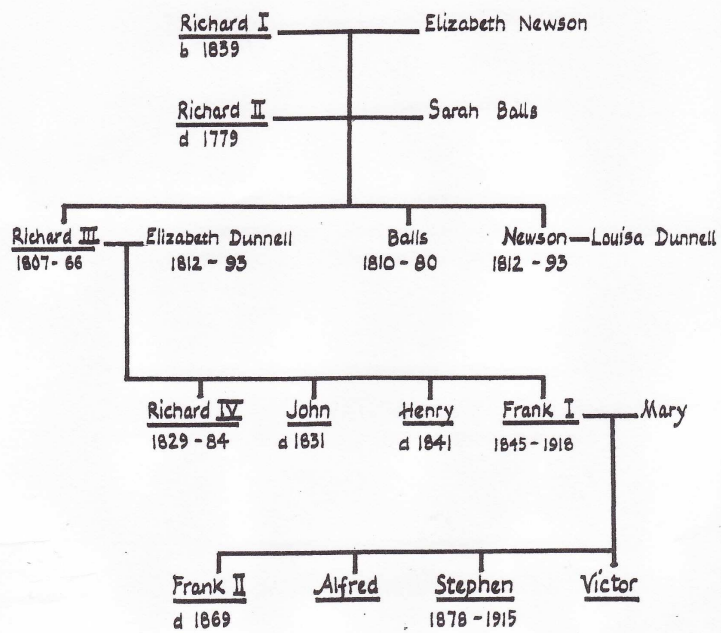 Richard I Elizabeth Newson
b 1839
Richard II Sarah Balls
d 1779
Richard III Elizabeth Dunnell Balls Newson Louisa Dunnell
1807-66 1812-93 1810-80 1812-93
Richard IV John Henry Frank I Mary
1829-84 d 1831 d 1841 1845-1918
Frank II Alfred Stephen Victor
d 1869 1878-1915